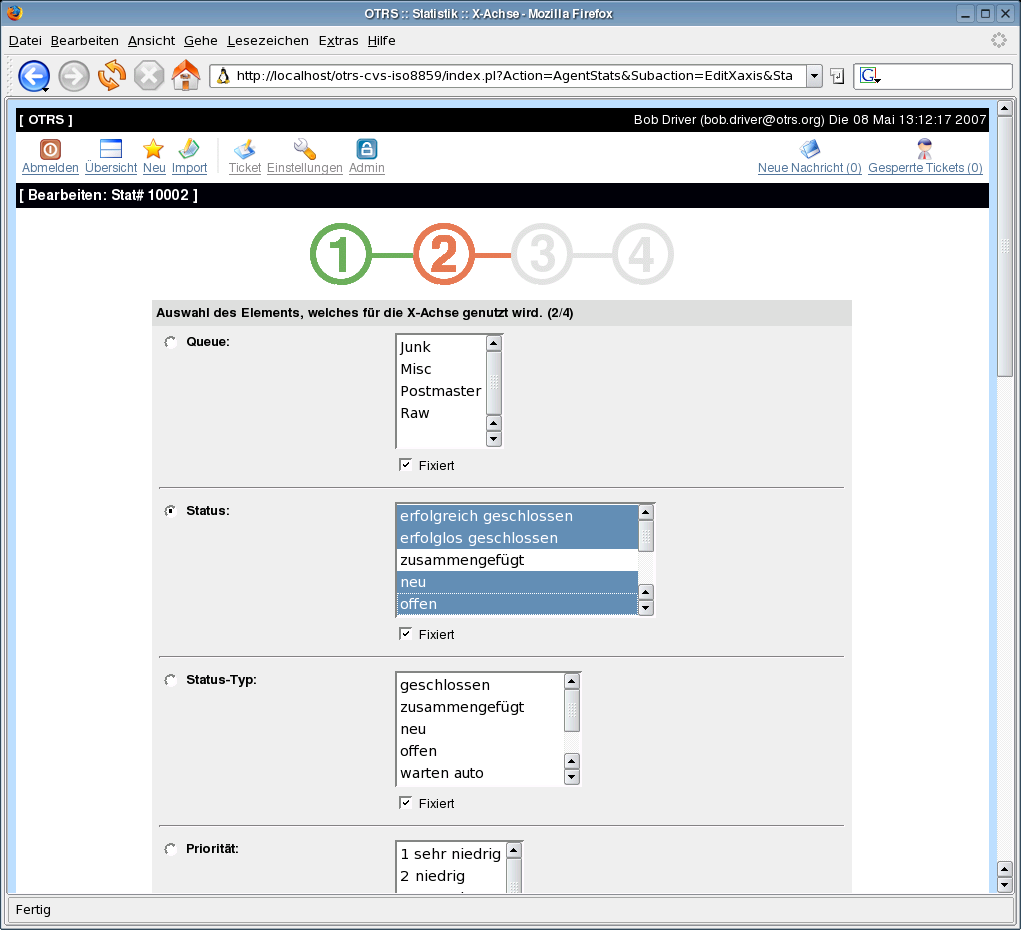 OTRS :: Statistik :: X-Achse - Mozilla Firefox
Datei Bearbeiten Ansicht Gehe Lesezeichen Extras Hilfe
http://localhost/otrs-cvs-iso8859/index.pl?Action=AgentStats&Subaction=EditXaxis&Sta
G
[ OTRS ] Bob Driver (bob.driver@otrs.org) Die 08 Mai 13:12:17 2007
Abmelden Übersicht Neu Import Ticket Einstellungen Admin Neue Nachricht (0) Gesperrte Tickets (0)
[ Bearbeiten: Stat# 10002 ]
1 2 3 4
Auswahl des Elements, welches für die X-Achse genutzt wird. (2/4)
Queue:
Junk
Misc
Postmaster
Raw
Fixiert
Status:
erfolgreich geschlossen
erfolglos geschlossen
zusammengefügt
neu
offen
Fixiert
Status-Typ:
geschlossen
zusammengefügt
neu
offen
warten auto
Fixiert
Priorität:
1 sehr niedrig
2 niedrig
Fertig